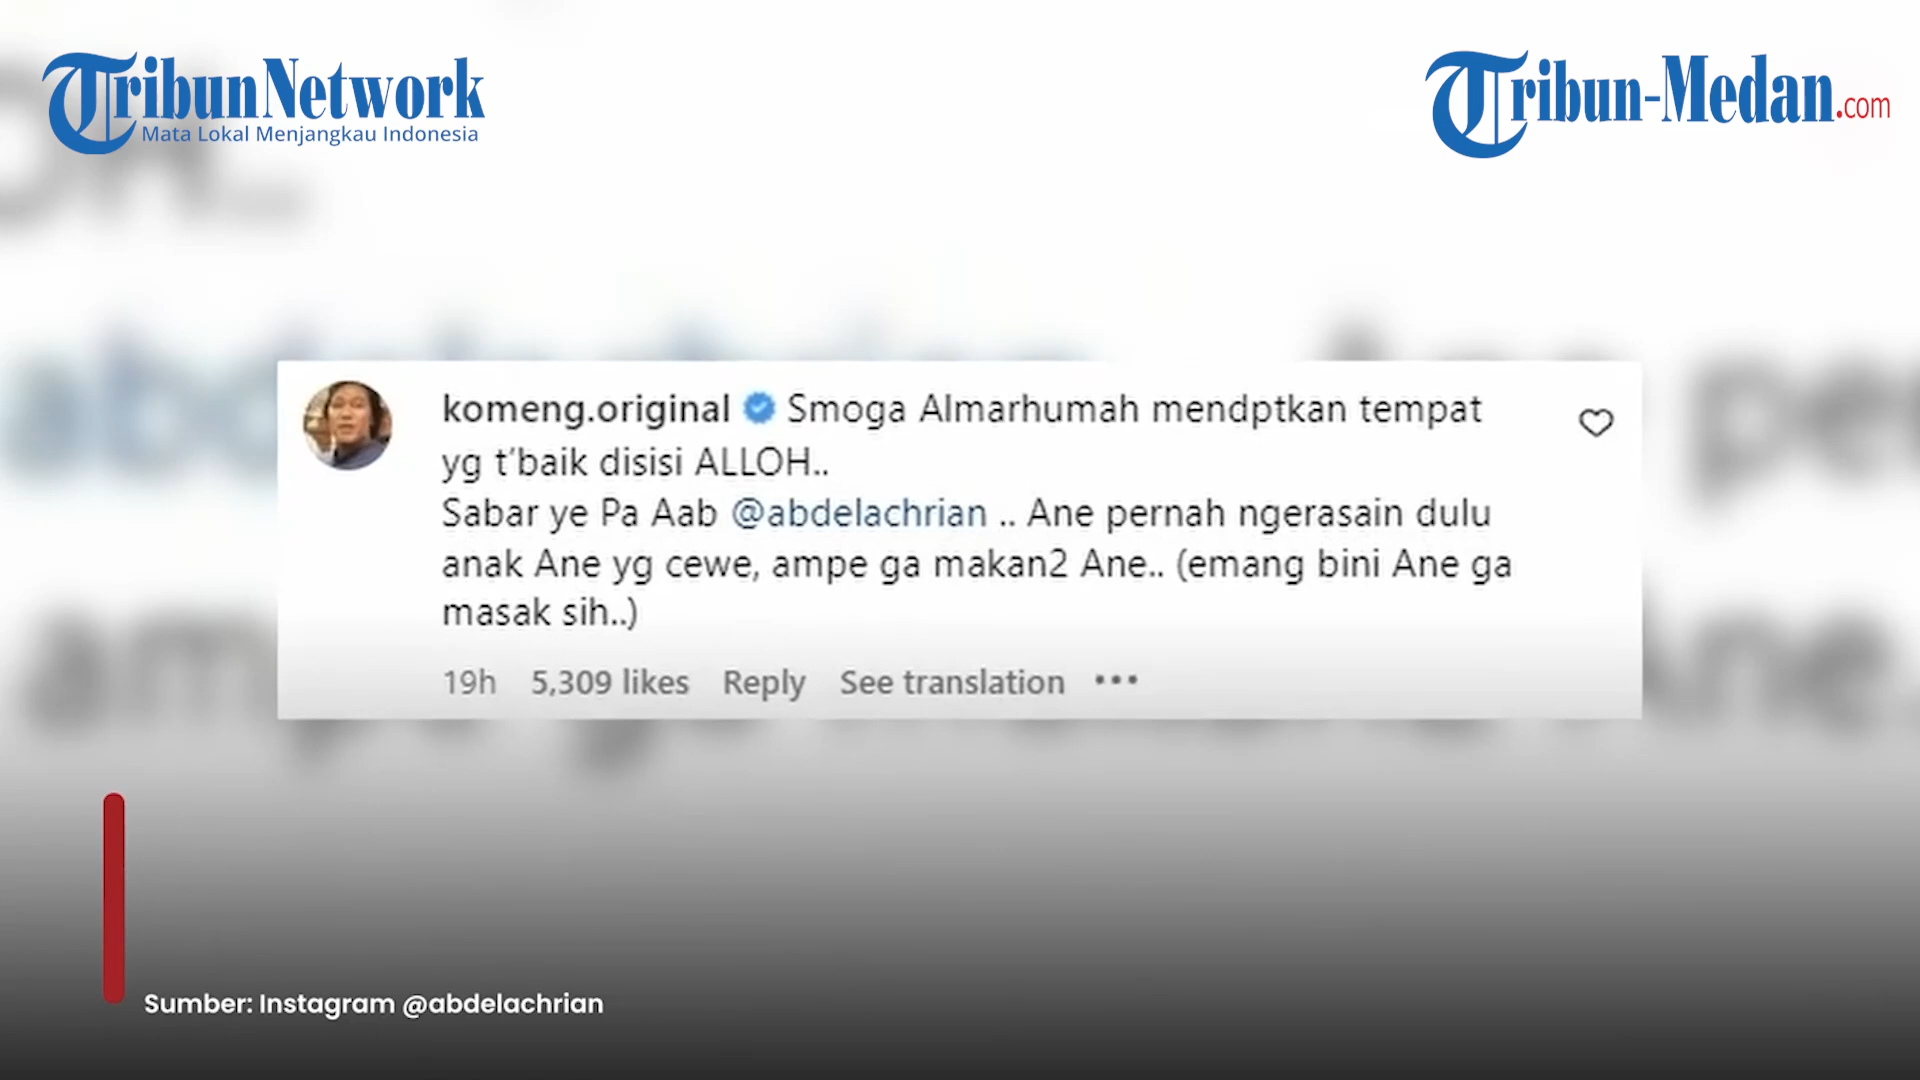 TribunNetwork
Mata Lokal Menjangkau Indonesia
Tribun-Medan.com
komeng.original Smoga Almarhumah mendptkan tempat
yg t'baik disisi ALLOH..
Sabar ye Pa Aab @abdelachrian .. Ane pernah ngerasain dulu
anak Ane yg cewe, ampe ga makan2 Ane.. (emang bini Ane ga
masak sih..)
19h 5,309 likes Reply See translation •••
Sumber: Instagram @abdelachrian